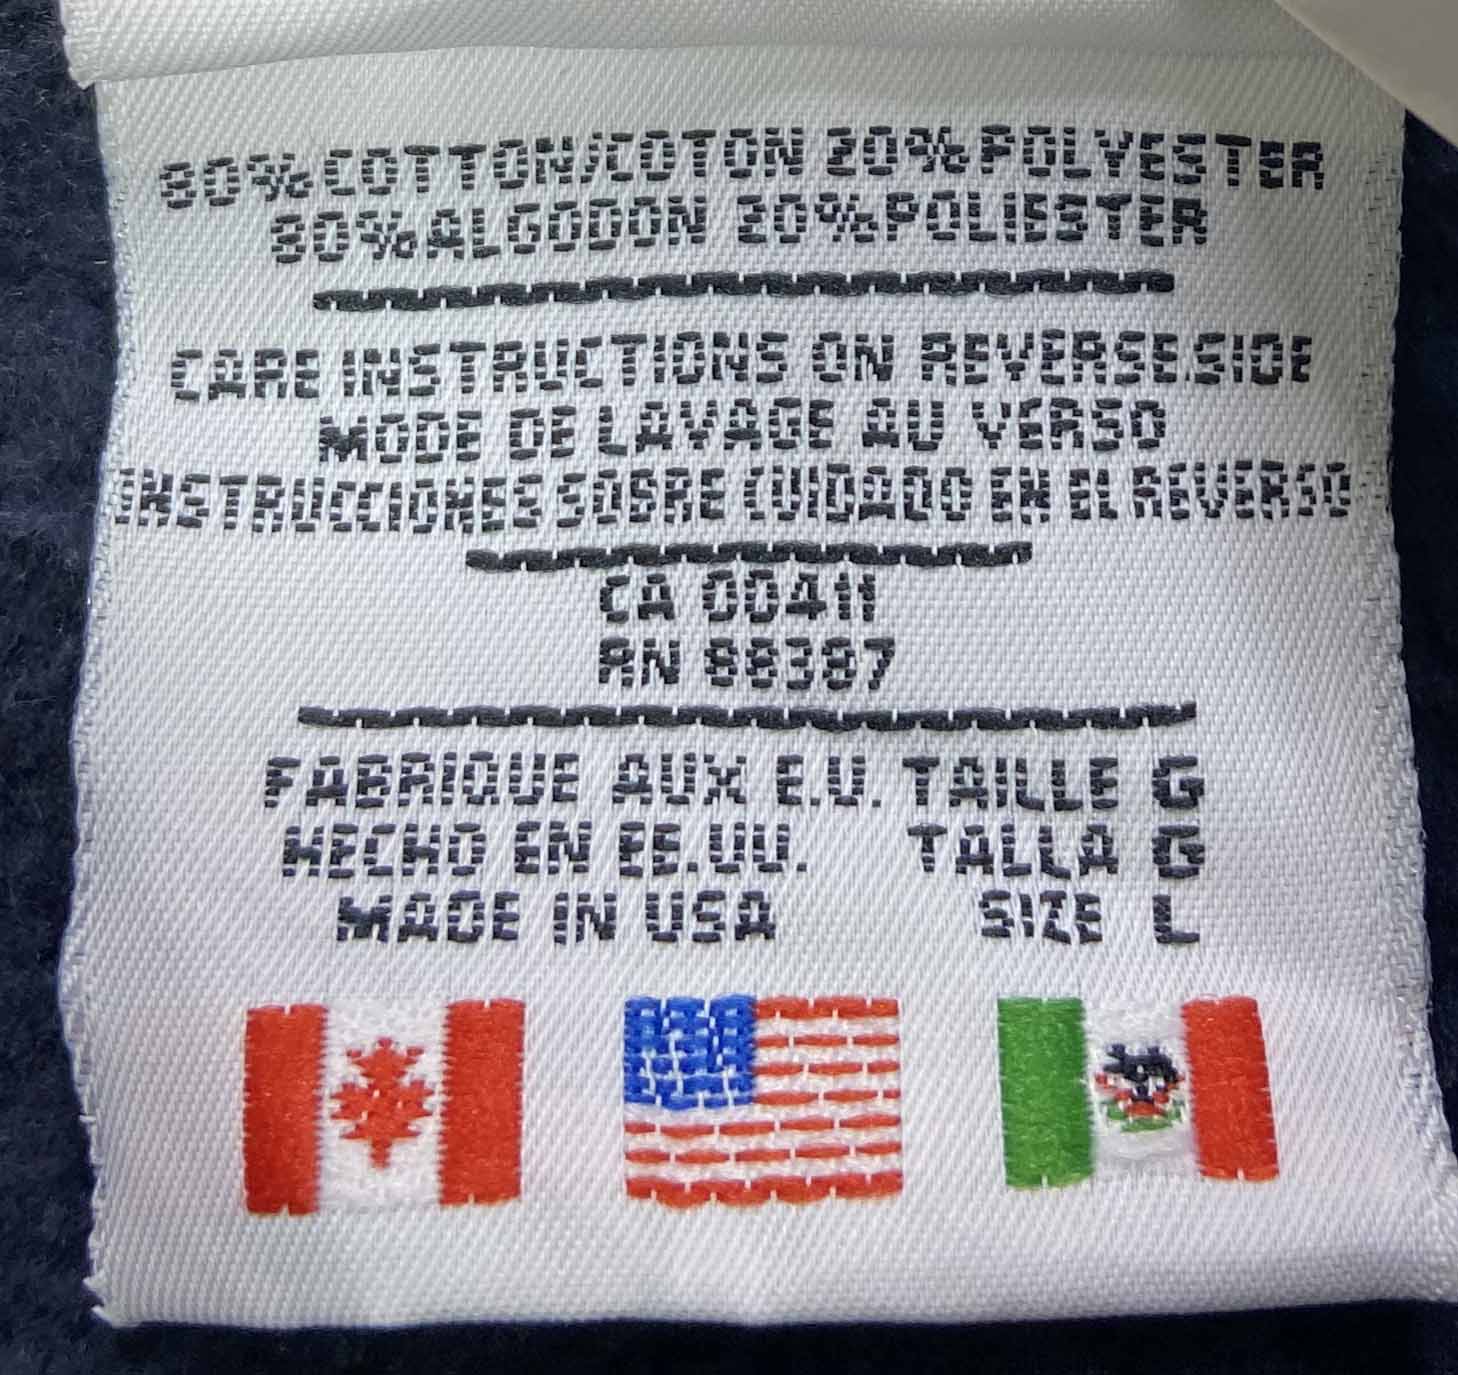 80% COTTON/COTON 20% POLYESTER
80% ALGODON 20% POLIESTER
CARE INSTRUCTIONS ON REVERSE SIDE
MODE DE LAVAGE AU VERSO
INSTRUCCIONES SOBRE CUIDADO EN EL REVERSO
CA 00411
RN 88387
FABRIQUE AUX E.U. TAILLE G
HECHO EN EE.UU. TALLA G
MADE IN USA SIZE L